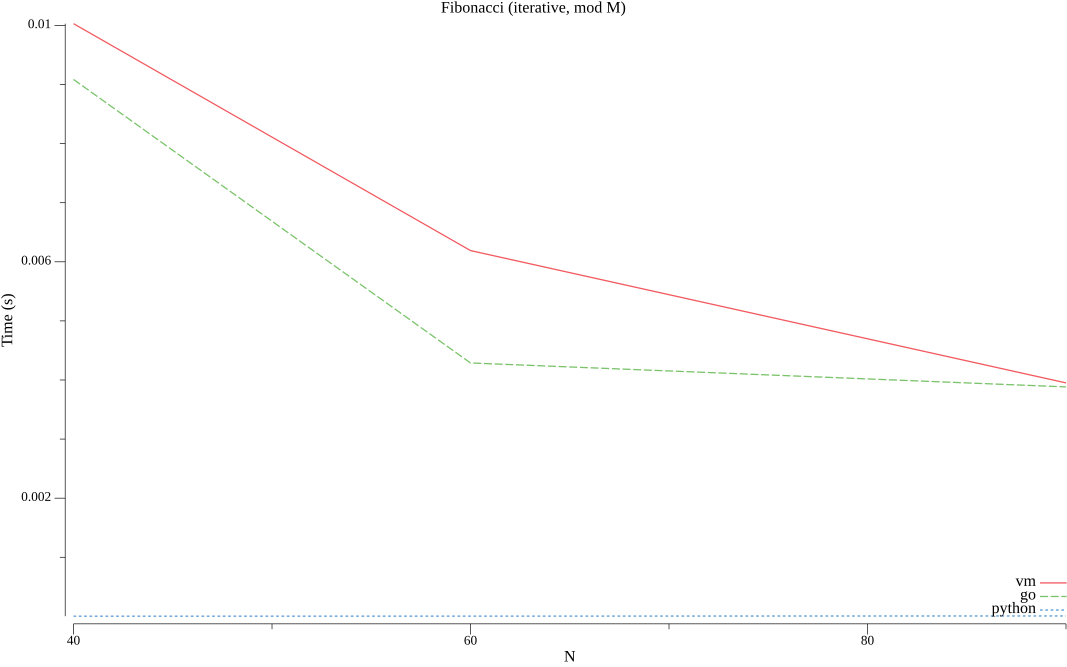 Fibonacci (iterative, mod M)
0.01
0.006
0.002
Time (s)
vm
go
python
40
60
80
N